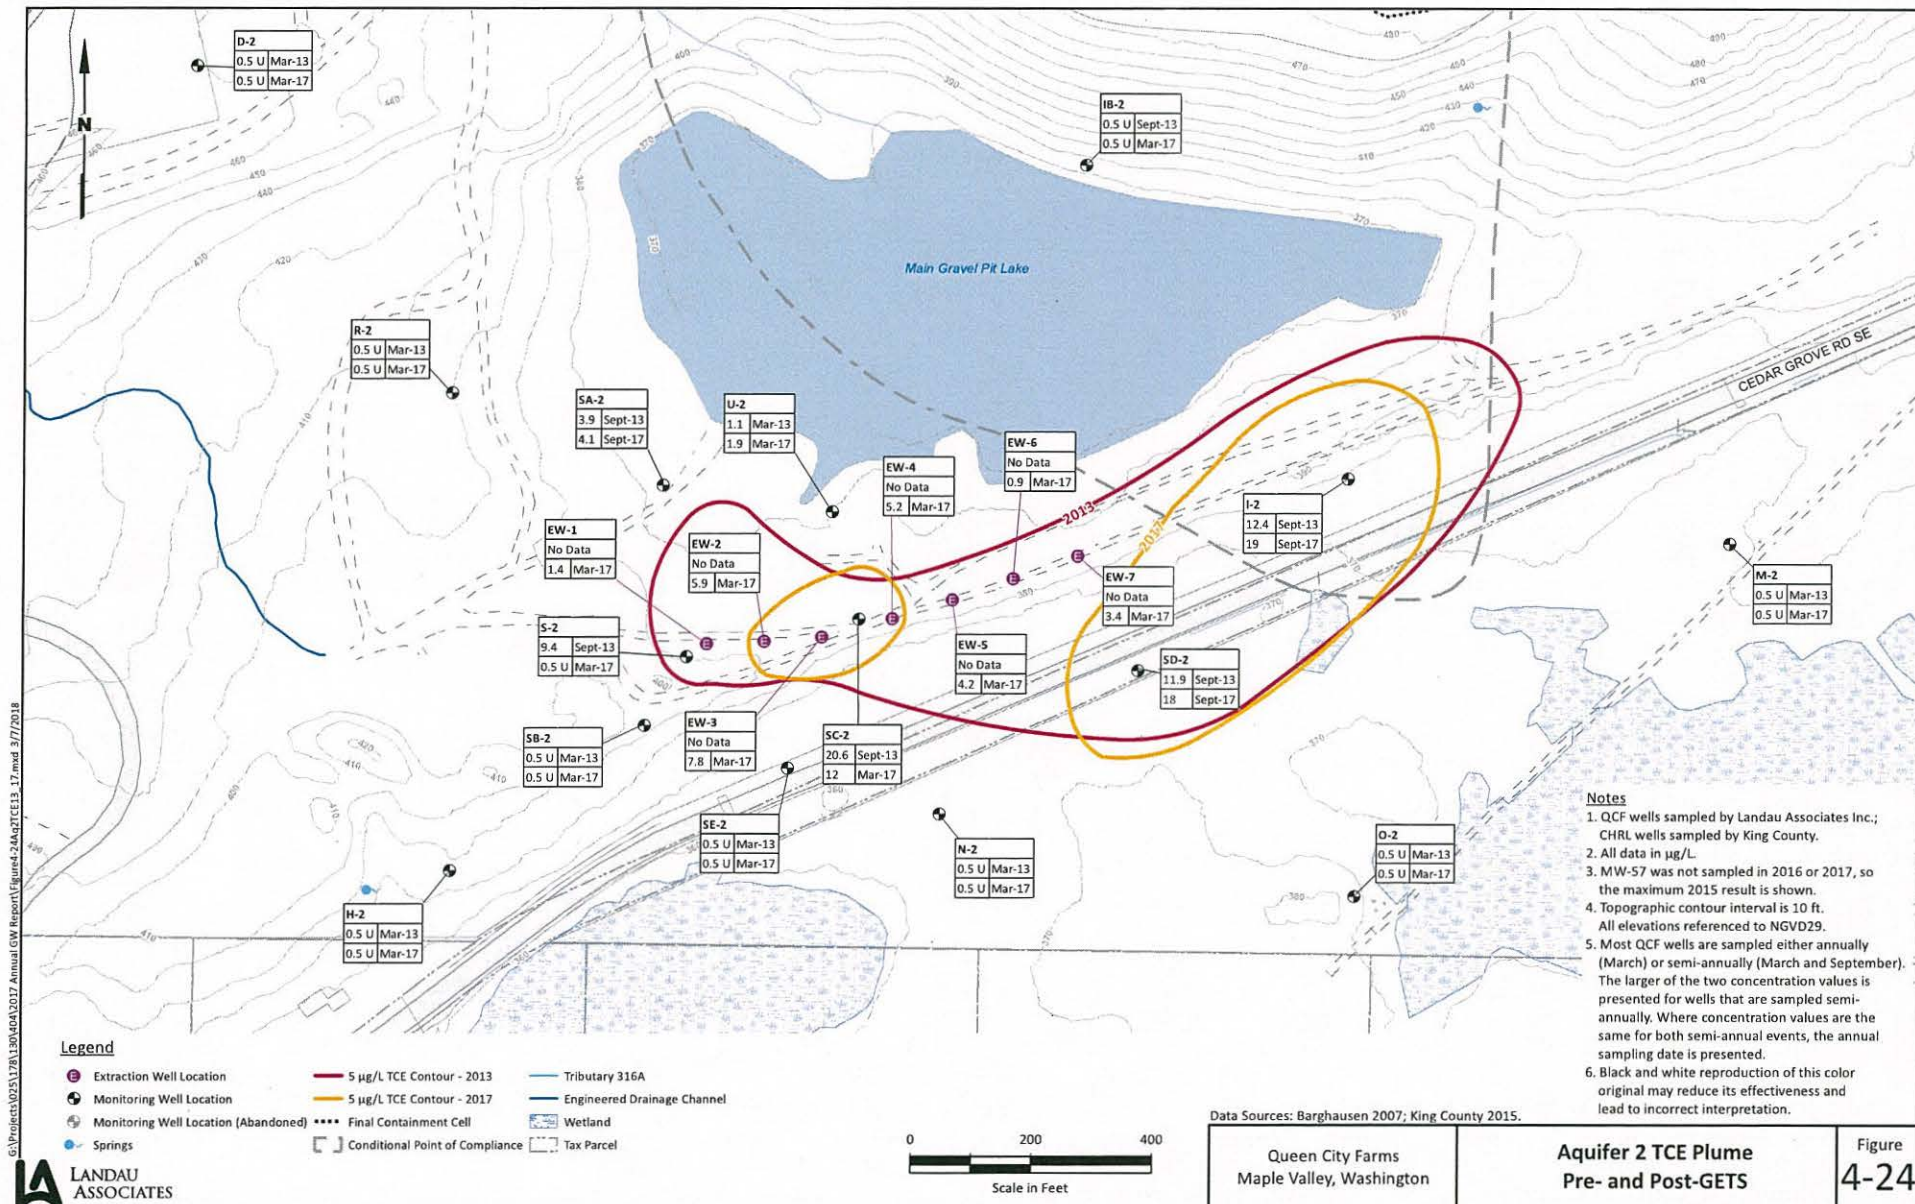 D-2
0.5 U Mar-13
0.5 U Mar-17
N
IB-2
0.5 U Sept-13
0.5 U Mar-17
Main Gravel Pit Lake
R-2
0.5 U Mar-13
0.5 U Mar-17
SA-2
3.9 Sept-13
4.1 Sept-17
U-2
1.1 Mar-13
1.9 Mar-17
EW-4
No Data
5.2 Mar-17
EW-6
No Data
0.9 Mar-17
CEDAR GROVE RD SE
I-2
12.4 Sept-13
19 Sept-17
2013
2017
EW-1
No Data
1.4 Mar-17
EW-2
No Data
5.9 Mar-17
EW-7
No Data
3.4 Mar-17
M-2
0.5 U Mar-13
0.5 U Mar-17
S-2
9.4 Sept-13
0.5 U Mar-17
EW-5
No Data
4.2 Mar-17
SD-2
11.9 Sept-13
18 Sept-17
SB-2
0.5 U Mar-13
0.5 U Mar-17
EW-3
No Data
7.8 Mar-17
SC-2
20.6 Sept-13
12 Mar-17
SE-2
0.5 U Mar-13
0.5 U Mar-17
N-2
0.5 U Mar-13
0.5 U Mar-17
O-2
0.5 U Mar-13
0.5 U Mar-17
H-2
0.5 U Mar-13
0.5 U Mar-17
Notes
1. QCF wells sampled by Landau Associates Inc.;
CHRL wells sampled by King County.
2. All data in µg/L.
3. MW-57 was not sampled in 2016 or 2017, so
the maximum 2015 result is shown.
4. Topographic contour interval is 10 ft.
All elevations referenced to NGVD29.
5. Most QCF wells are sampled either annually
(March) or semi-annually (March and September).
The larger of the two concentration values is
presented for wells that are sampled semi-
annually. Where concentration values are the
same for both semi-annual events, the annual
sampling date is presented.
6. Black and white reproduction of this color
original may reduce its effectiveness and
lead to incorrect interpretation.
Legend
E Extraction Well Location
Monitoring Well Location
Monitoring Well Location (Abandoned)
Springs
5 µg/L TCE Contour - 2013
5 µg/L TCE Contour - 2017
Final Containment Cell
Conditional Point of Compliance
Tributary 316A
Engineered Drainage Channel
Wetland
Tax Parcel
LANDAU
ASSOCIATES
0 200 400
Scale in Feet
Data Sources: Barghausen 2007; King County 2015.
Queen City Farms
Maple Valley, Washington
Aquifer 2 TCE Plume
Pre- and Post-GETS
Figure
4-24